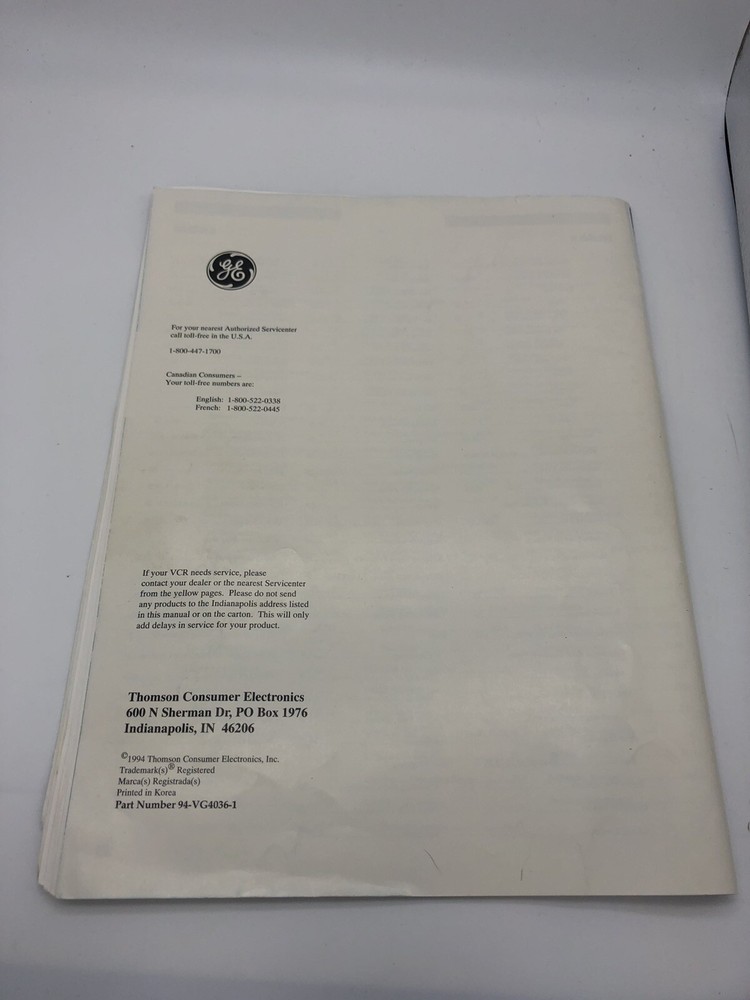 GE
For your nearest Authorized Servicenter
call toll-free in the U.S.A.
1-800-447-1700
Canadian Consumers –
Your toll-free numbers are:
English: 1-800-522-0338
French: 1-800-522-0445
If your VCR needs service, please
contact your dealer or the nearest Servicenter
from the yellow pages. Please do not send
any products to the Indianapolis address listed
in this manual or on the carton. This will only
add delays in service for your product.
Thomson Consumer Electronics
600 N Sherman Dr, PO Box 1976
Indianapolis, IN 46206
©1994 Thomson Consumer Electronics, Inc.
Trademark(s)® Registered
Marca(s) Registrada(s)
Printed in Korea
Part Number 94-VG4036-1